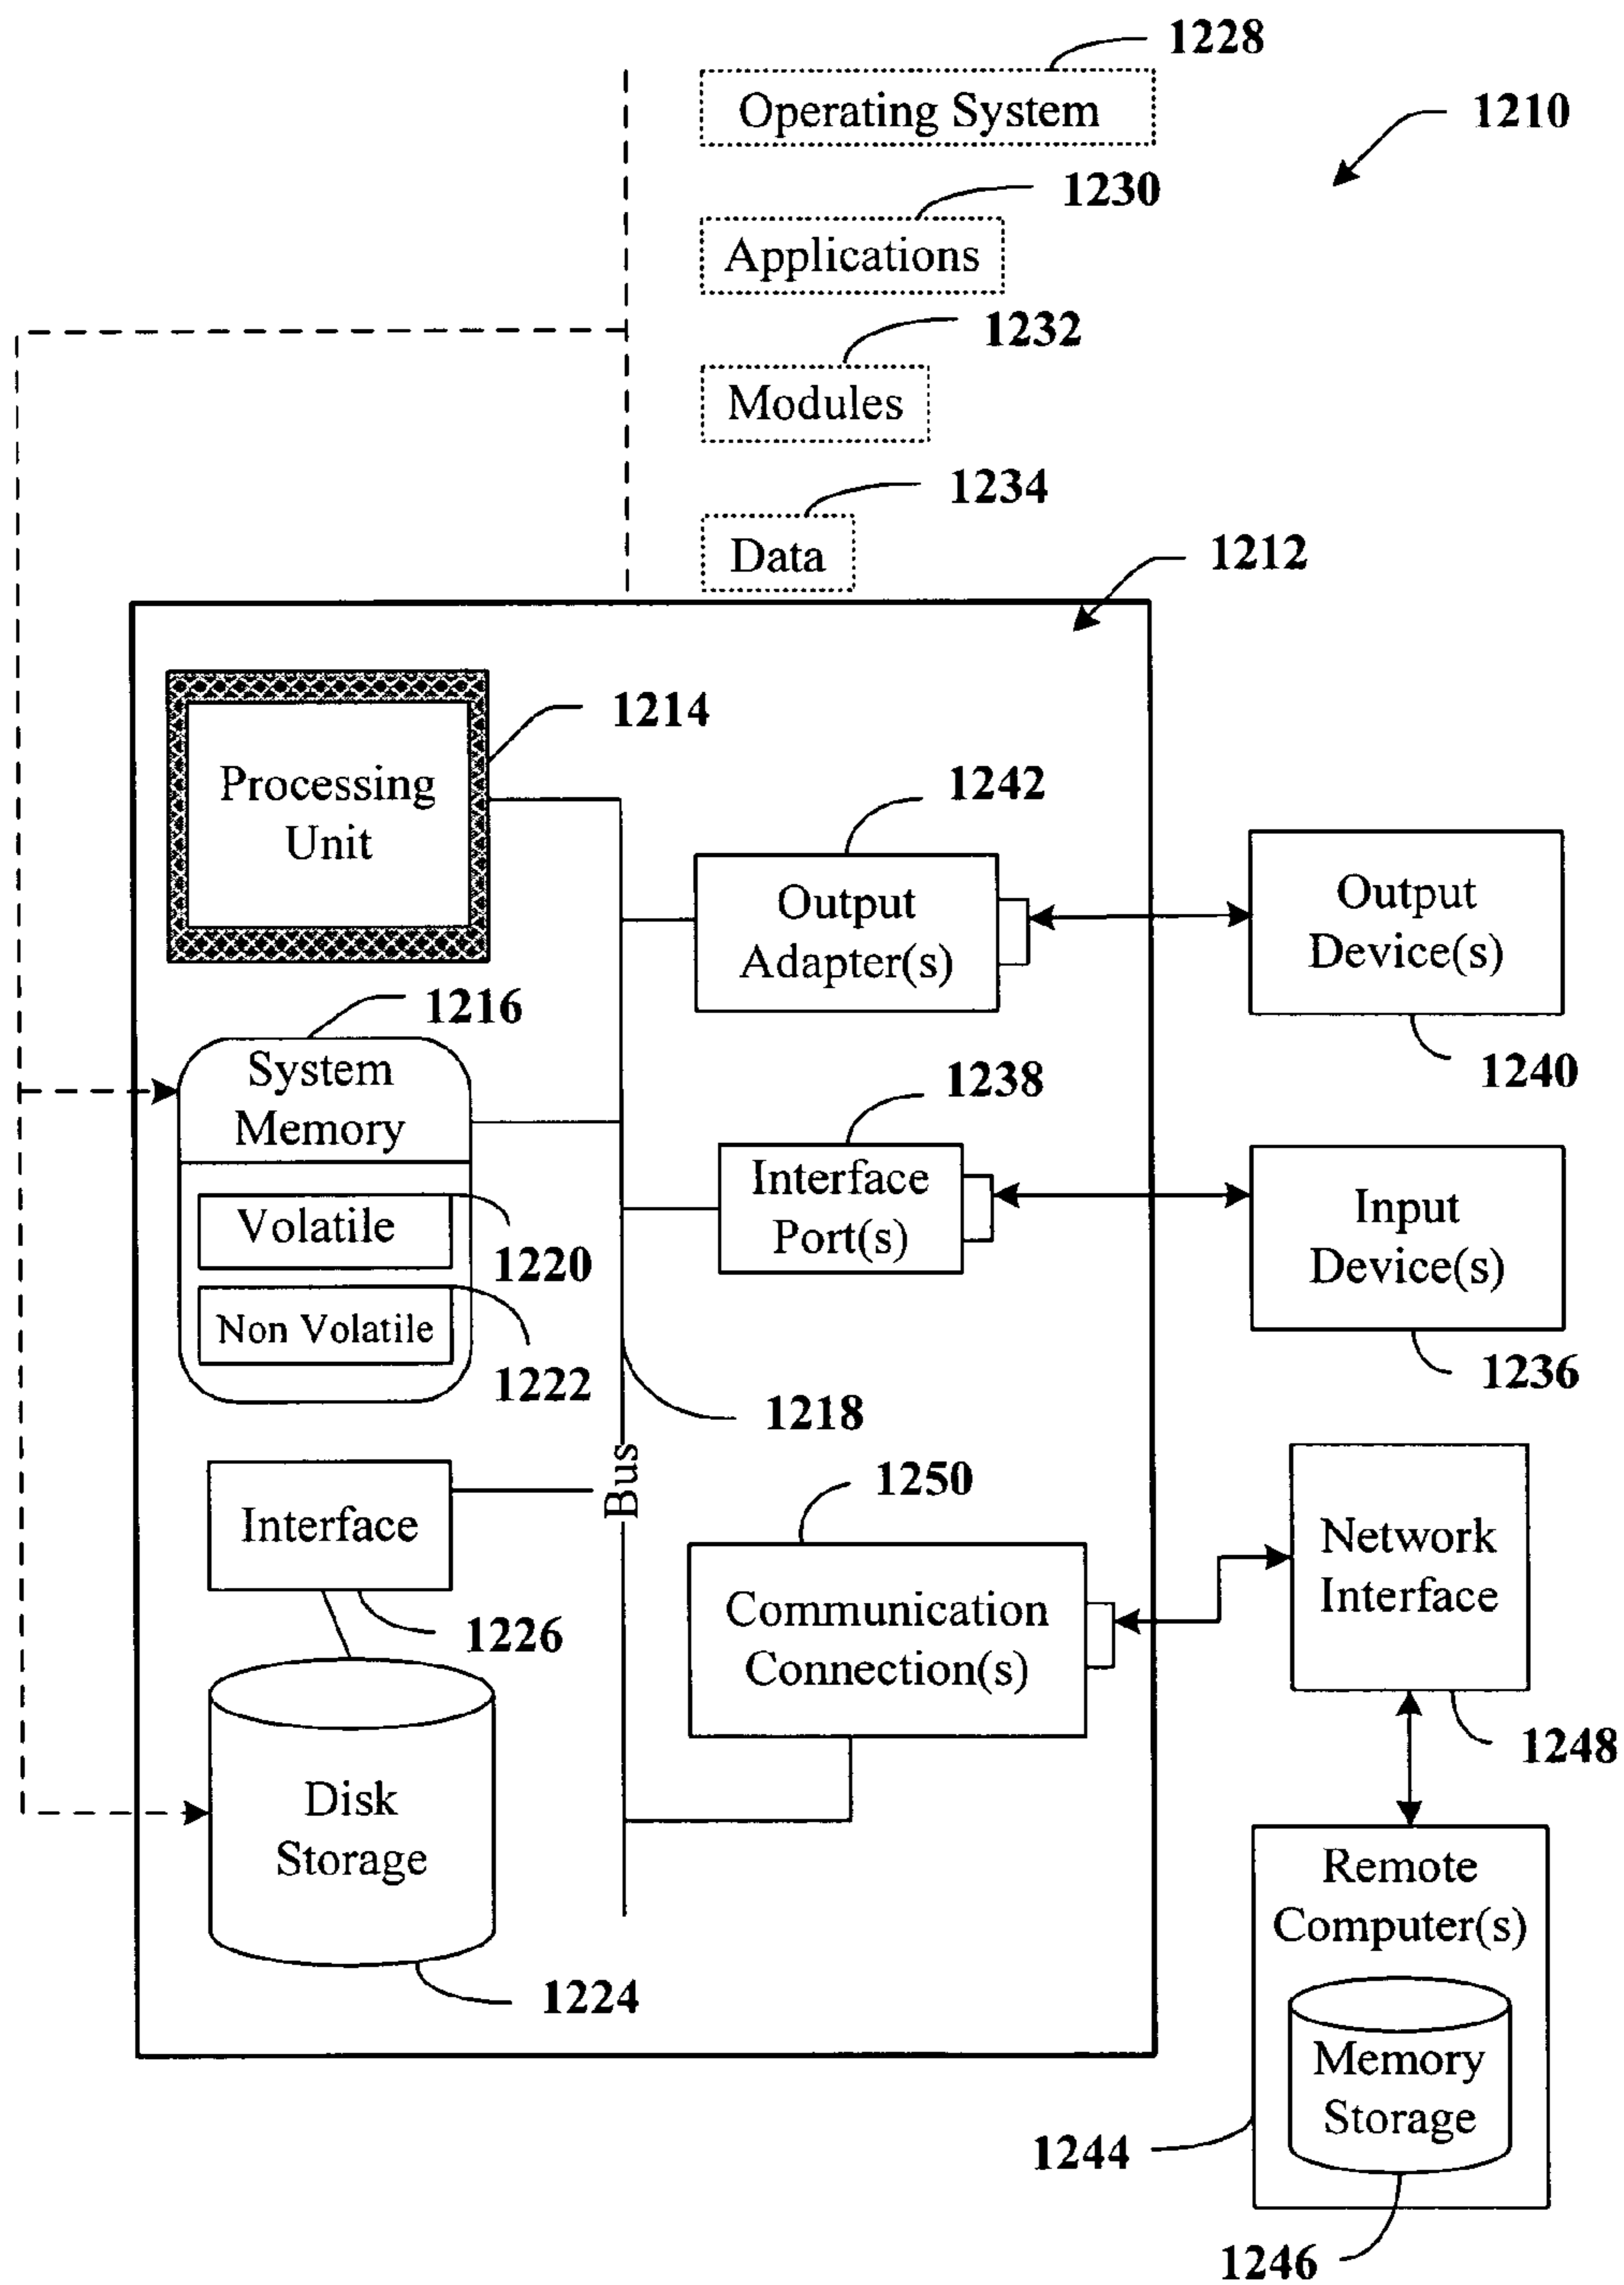 1228
Operating System
1210
1230
Applications
1232
Modules
1234
Data
1212
1214
Processing
Unit
1242
Output
Adapter(s)
Output
Device(s)
1240
1216
System
Memory
1238
Interface
Port(s)
Input
Device(s)
1236
Volatile
1220
Non Volatile
1222
1218
Bus
1250
Interface
1226
Communication
Connection(s)
Network
Interface
1248
Disk
Storage
1224
Remote
Computer(s)
Memory
Storage
1244
1246